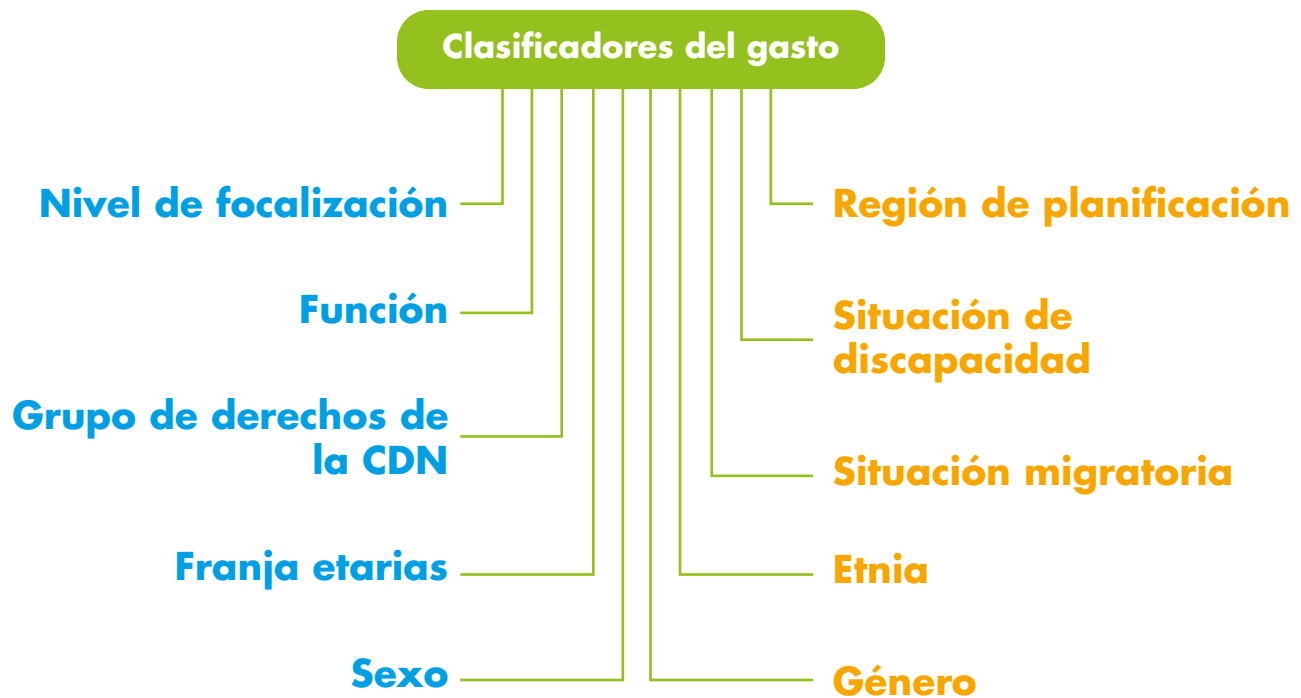 Clasificadores del gasto
Nivel de focalización
Función
Grupo de derechos de
la CDN
Franja etarias
Sexo
Región de planificación
Situación de
discapacidad
Situación migratoria
Etnia
Género